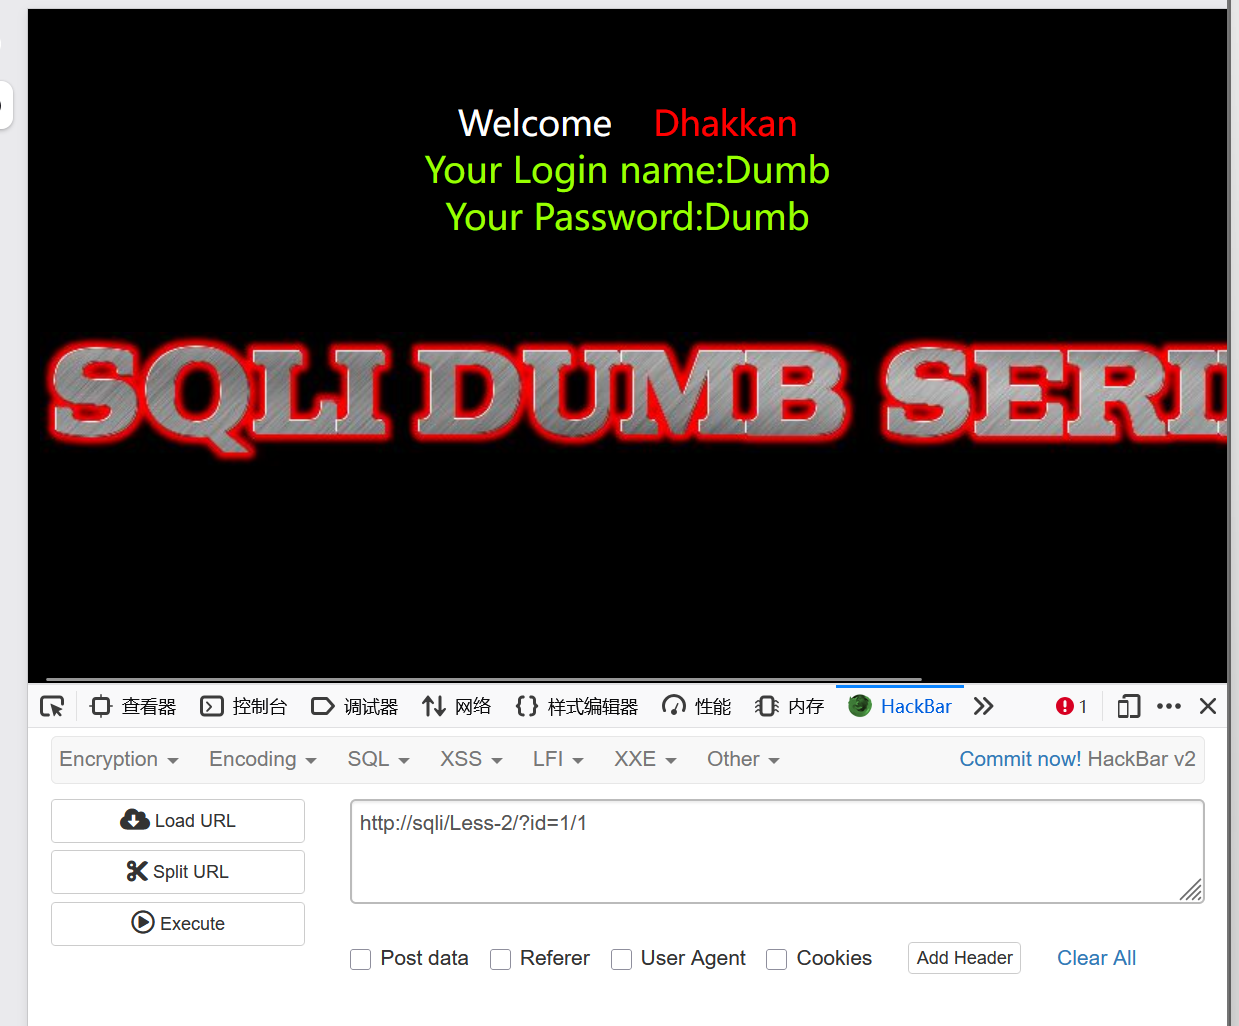 Welcome Dhakkan
Your Login name:Dumb
Your Password:Dumb
SQLI DUMB SERI
查看器 控制台 调试器 网络 样式编辑器 性能 内存 HackBar 1
Encryption Encoding SQL XSS LFI XXE Other Commit now! HackBar v2
Load URL
http://sqli/Less-2/?id=1/1
Split URL
Execute
Post data Referer User Agent Cookies Add Header Clear All